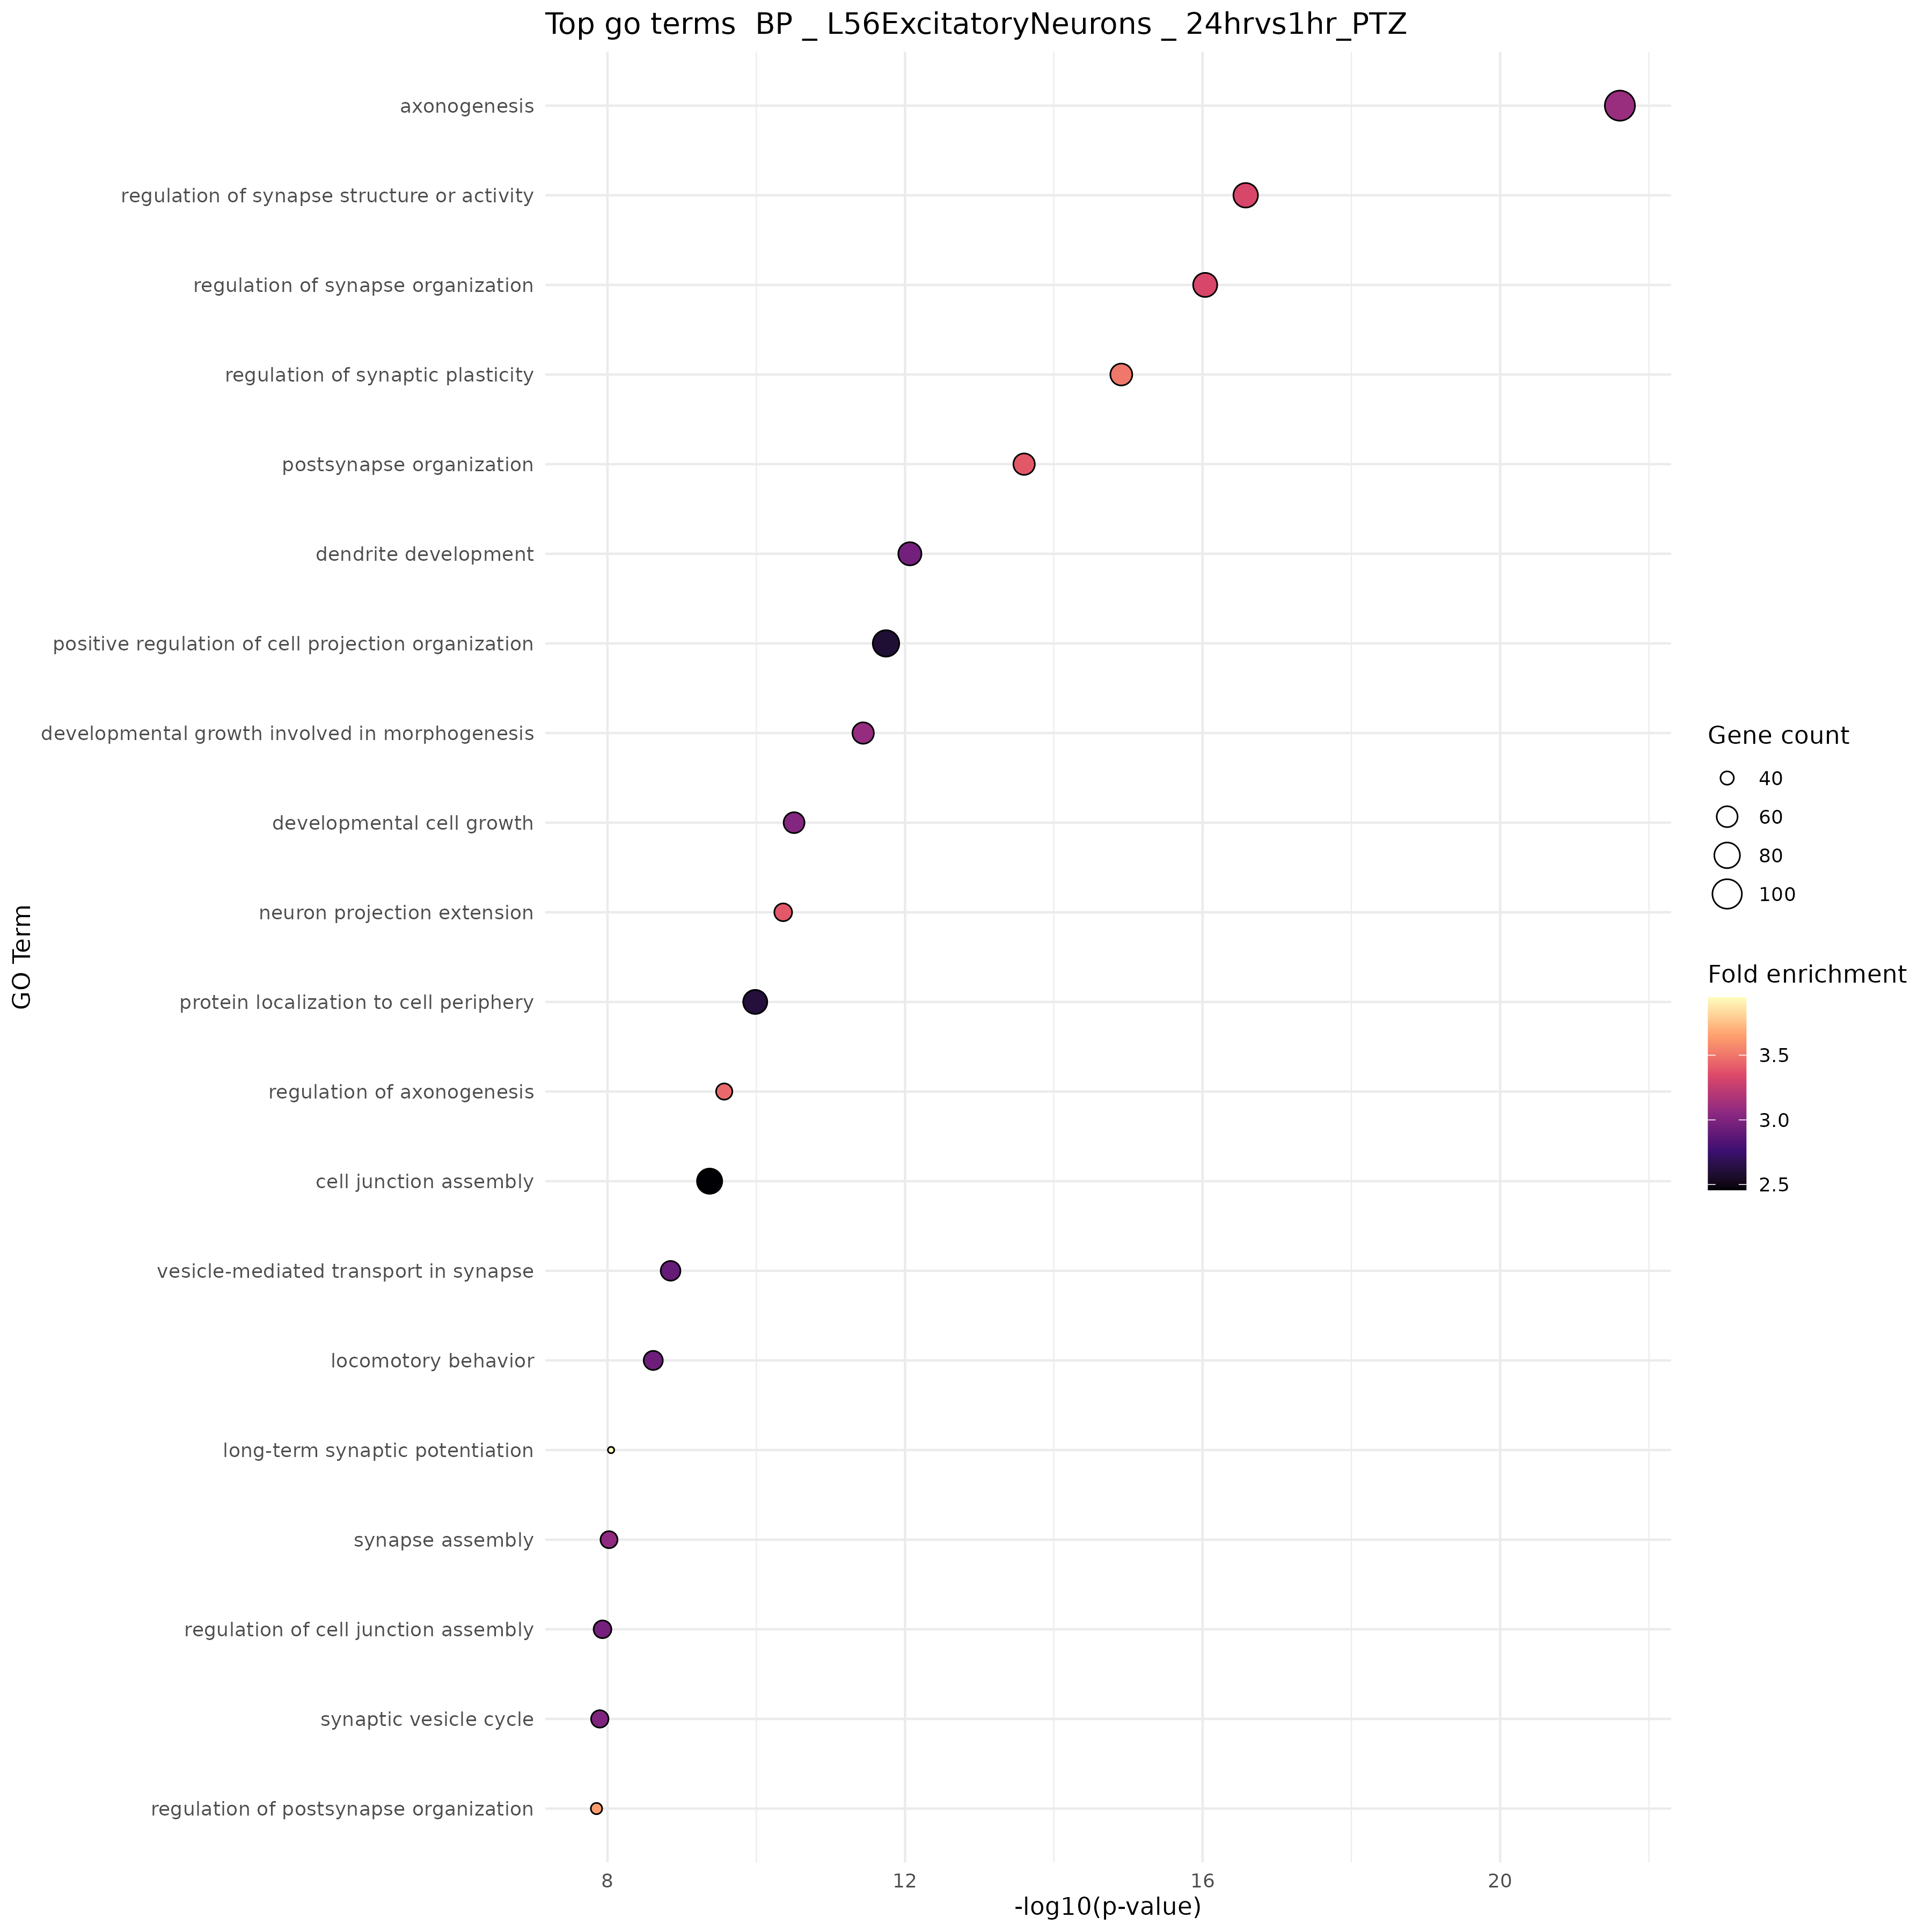 Top go terms  BP _ L56ExcitatoryNeurons _ 24hrvs1hr_PTZ
axonogenesis
regulation of synapse structure or activity
regulation of synapse organization
regulation of synaptic plasticity
postsynapse organization
dendrite development
positive regulation of cell projection organization
developmental growth involved in morphogenesis
developmental cell growth
neuron projection extension
protein localization to cell periphery
regulation of axonogenesis
cell junction assembly
vesicle-mediated transport in synapse
locomotory behavior
long-term synaptic potentiation
synapse assembly
regulation of cell junction assembly
synaptic vesicle cycle
regulation of postsynapse organization
GO Term
8 12 16 20
-log10(p-value)
Gene count
40
60
80
100
Fold enrichment
3.5
3.0
2.5